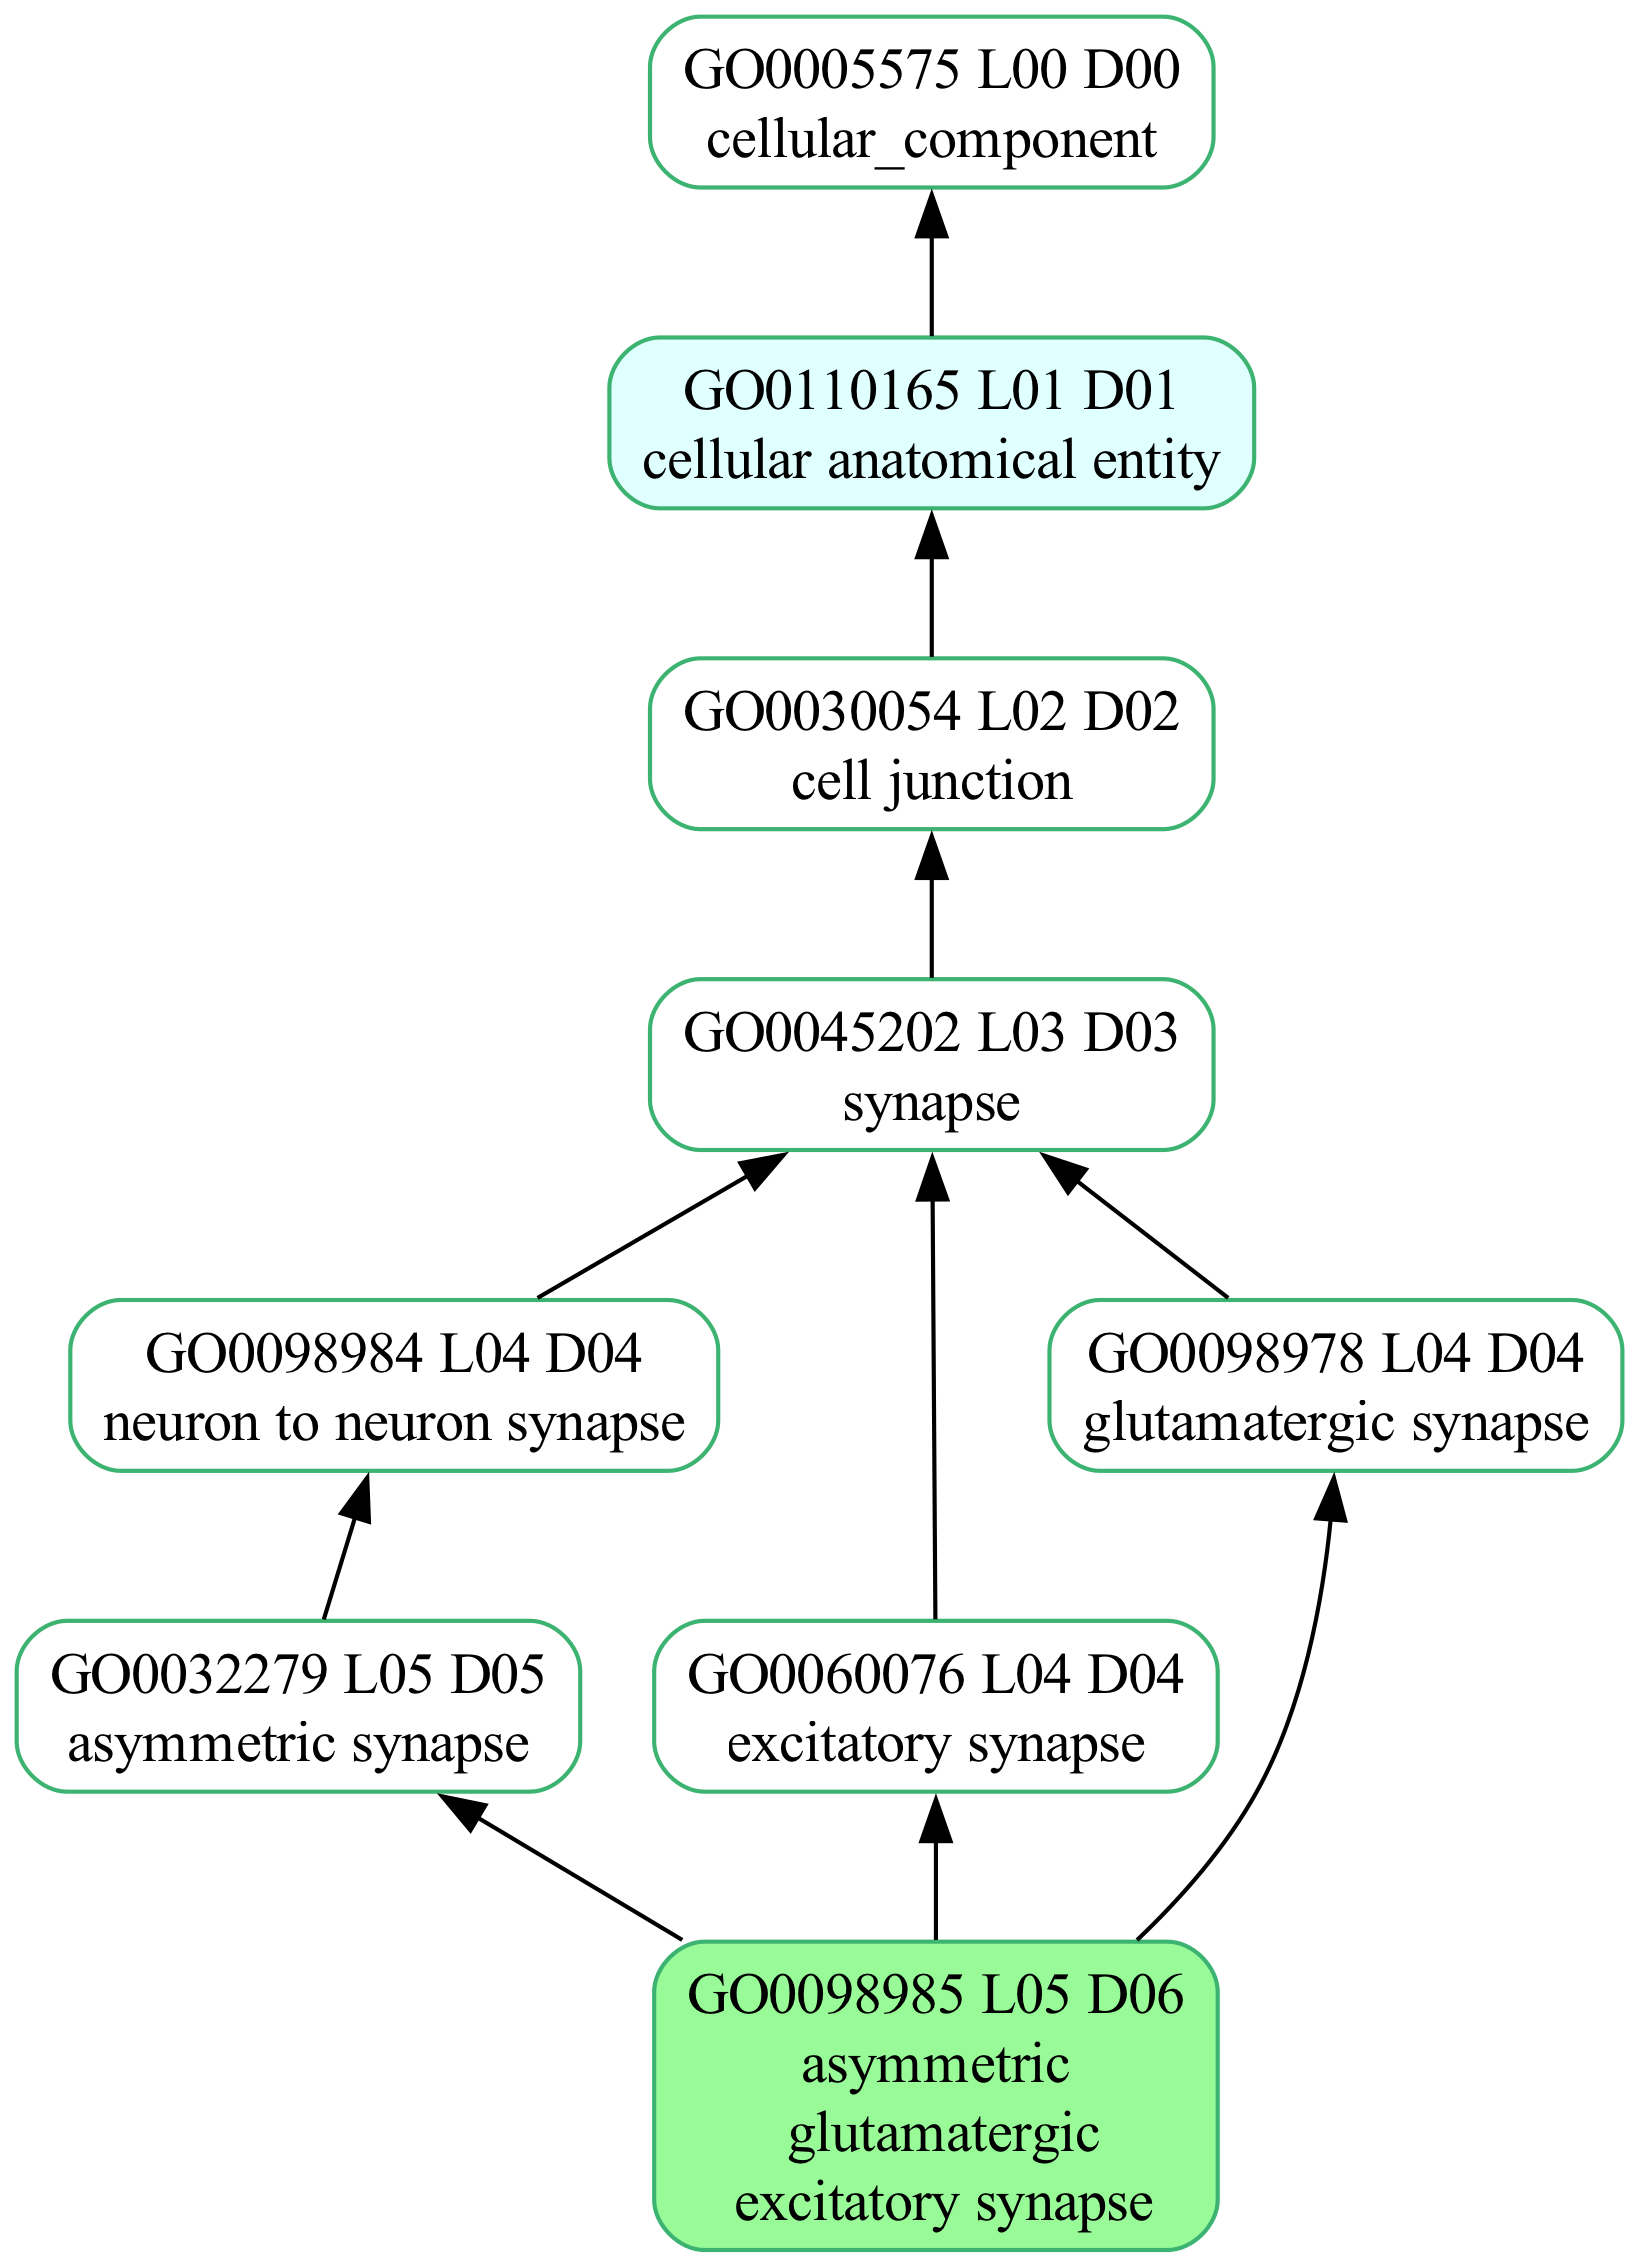 GO0005575 L00 D00
cellular_component
GO0110165 L01 D01
cellular anatomical entity
GO0030054 L02 D02
cell junction
GO0045202 L03 D03
synapse
GO0098984 L04 D04
neuron to neuron synapse
GO0098978 L04 D04
glutamatergic synapse
GO0032279 L05 D05
asymmetric synapse
GO0060076 L04 D04
excitatory synapse
GO0098985 L05 D06
asymmetric
glutamatergic
excitatory synapse